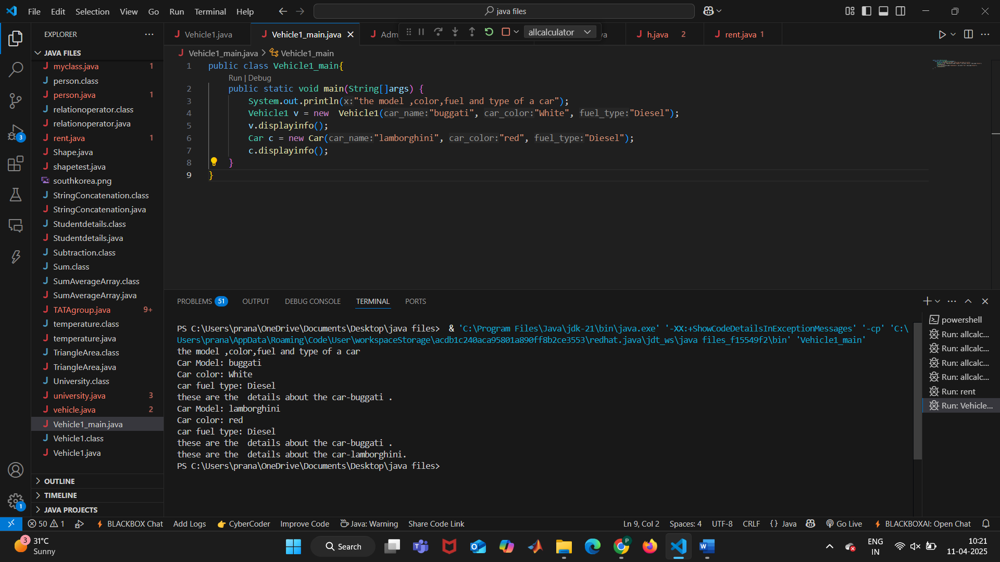 File Edit Selection View Go Run Terminal Help
java files
EXPLORER
Vehicle1.java
Vehicle1_main.java
Adm
allcalculator
va
h.java 2
rent.java 1
JAVA FILES
myclass.java 1
person.class
person.java 1
relationoperator.class
relationoperator.java
rent.java 1
Shape.java
shapetest.java
southkorea.png
StringConcatenation.class
StringConcatenation.java
Studentdetails.class
Studentdetails.java
Subtraction.class
Sum.class
SumAverageArray.class
SumAverageArray.java
TATAgroup.java 9+
temperature.class
temperature.java
TriangleArea.class
TriangleArea.java
University.class
university.java 3
vehicle.java 2
Vehicle1_main.java
Vehicle1.class
Vehicle1.java
OUTLINE
TIMELINE
JAVA PROJECTS
3
1
Vehicle1_main.java > Vehicle1_main
1 public class Vehicle1_main{
Run | Debug
2 public static void main(String[]args) {
3 System.out.println(x:"the model ,color,fuel and type of a car");
4 Vehicle1 v = new  Vehicle1(car_name:"buggati", car_color:"White", fuel_type:"Diesel");
5 v.displayinfo();
6 Car c = new Car(car_name:"lamborghini", car_color:"red", fuel_type:"Diesel");
7 c.displayinfo();
8 }
9 }
PROBLEMS 51 OUTPUT DEBUG CONSOLE TERMINAL PORTS
PS C:\Users\prana\OneDrive\Documents\Desktop\java files>  & 'C:\Program Files\Java\jdk-21\bin\java.exe' '-XX:+ShowCodeDetailsInExceptionMessages' '-cp' 'C:\
Users\prana\AppData\Roaming\Code\User\workspaceStorage\acdb1c240aca95801a890ff8b2ce3553\redhat.java\jdt_ws\java files_f15549f2\bin' 'Vehicle1_main'
the model ,color,fuel and type of a car
Car Model: buggati
Car color: White
car fuel type: Diesel
these are the  details about the car-buggati .
Car Model: lamborghini
Car color: red
car fuel type: Diesel
these are the  details about the car-buggati .
these are the  details about the car-lamborghini.
PS C:\Users\prana\OneDrive\Documents\Desktop\java files>
powershell
Run: allcalc...
Run: allcalc...
Run: allcalc...
Run: allcalc...
Run: rent
Run: Vehicle...
50 1 BLACKBOX Chat Add Logs CyberCoder Improve Code Java: Warning Share Code Link Ln 9, Col 2 Spaces: 4 UTF-8 CRLF {} Java Go Live BLACKBOXAI: Open Chat
3
31°C
Sunny
Search
P
ENG
IN
10:21
11-04-2025